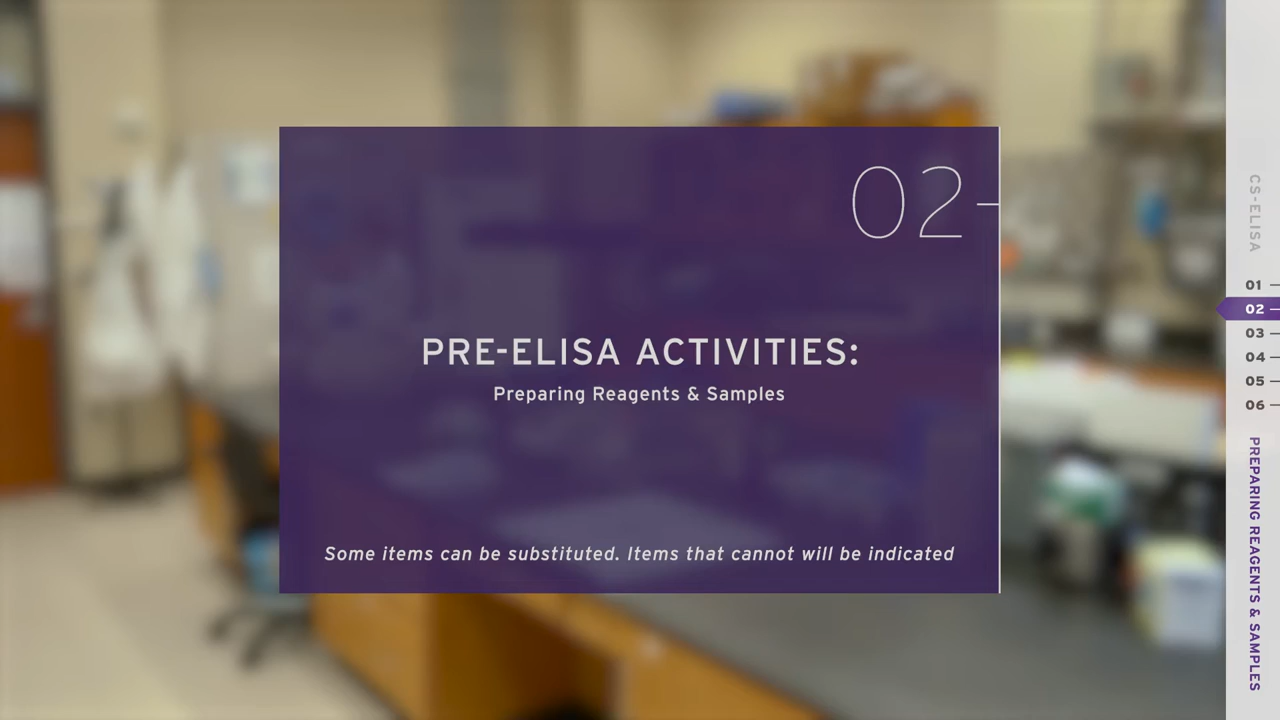 02
PRE-ELISA ACTIVITIES:
Preparing Reagents & Samples
Some items can be substituted. Items that cannot will be indicated
CS-ELISA
01
02
03
04
05
06
PREPARING REAGENTS & SAMPLES